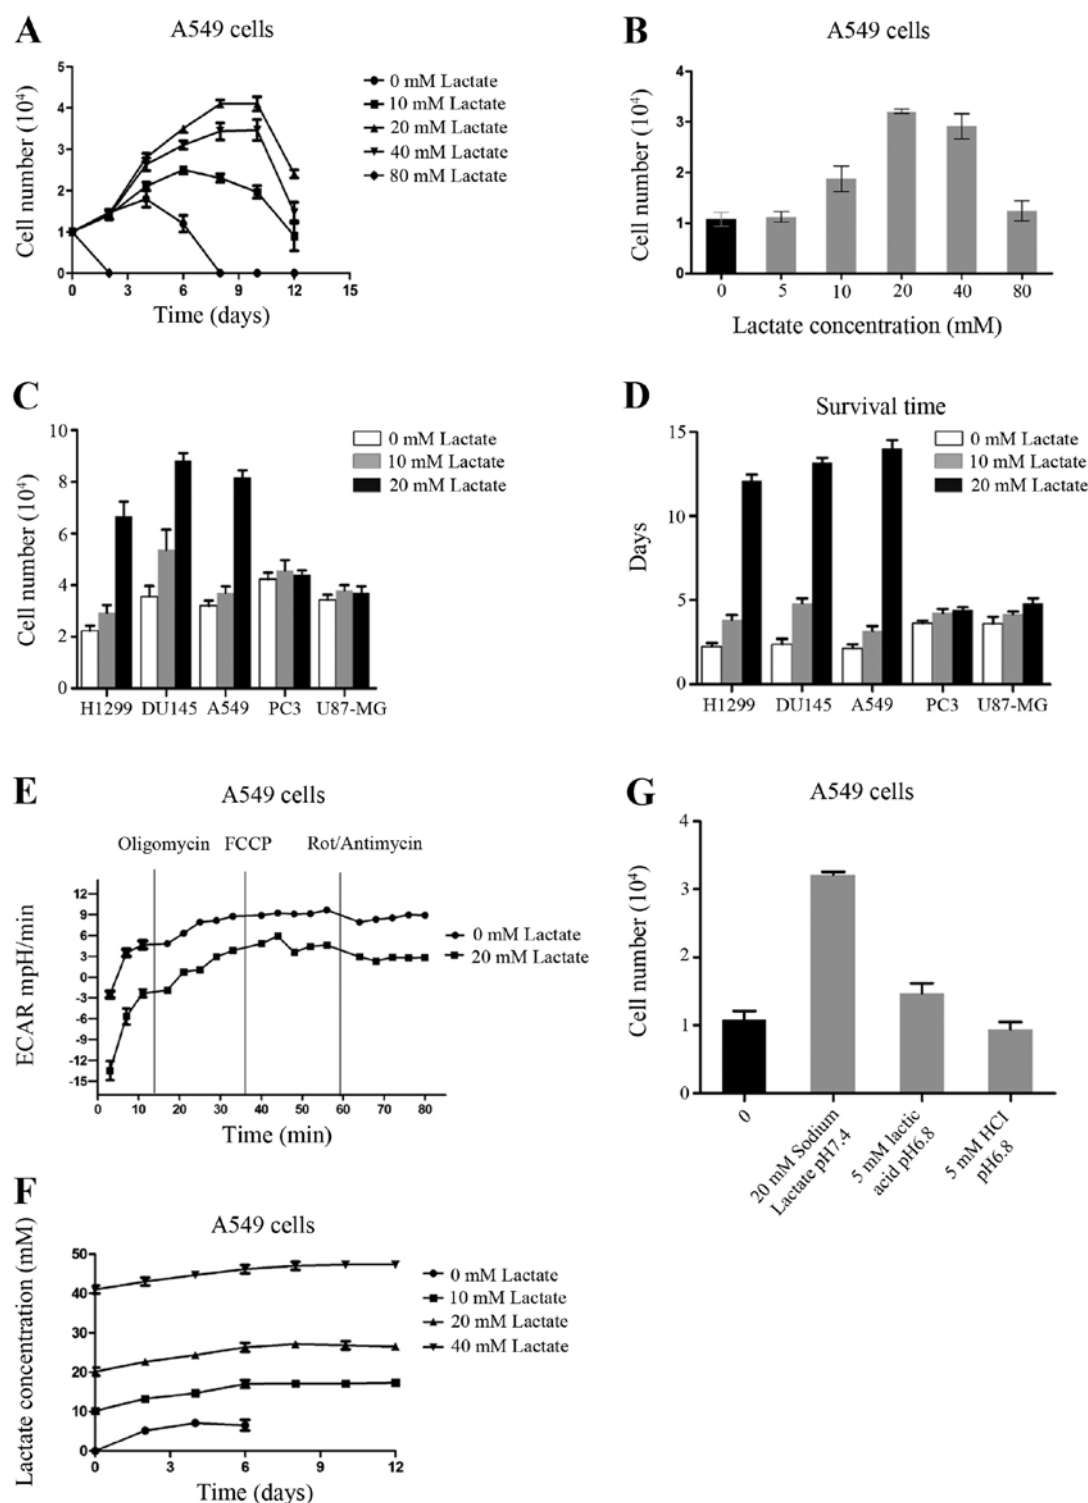 A
A549 cells
Cell number (10⁴)
5
4
3
2
1
0
0 3 6 9 12 15
Time (days)
0 mM Lactate
10 mM Lactate
20 mM Lactate
40 mM Lactate
80 mM Lactate
B
A549 cells
Cell number (10⁴)
4
3
2
1
0
0 5 10 20 40 80
Lactate concentration (mM)
C
Cell number (10⁴)
10
8
6
4
2
0
H1299 DU145 A549 PC3 U87-MG
0 mM Lactate
10 mM Lactate
20 mM Lactate
D
Survival time
Days
15
10
5
0
H1299 DU145 A549 PC3 U87-MG
0 mM Lactate
10 mM Lactate
20 mM Lactate
E
A549 cells
Oligomycin FCCP Rot/Antimycin
ECAR mpH/min
12
9
6
3
0
-3
-6
-9
-12
-15
0 10 20 30 40 50 60 70 80
Time (min)
0 mM Lactate
20 mM Lactate
G
A549 cells
Cell number (10⁴)
4
3
2
1
0
0
20 mM Sodium
Lactate pH7.4
5 mM lactic
acid pH6.8
5 mM HCl
pH6.8
F
A549 cells
Lactate concentration (mM)
50
40
30
20
10
0
0 3 6 9 12
Time (days)
0 mM Lactate
10 mM Lactate
20 mM Lactate
40 mM Lactate